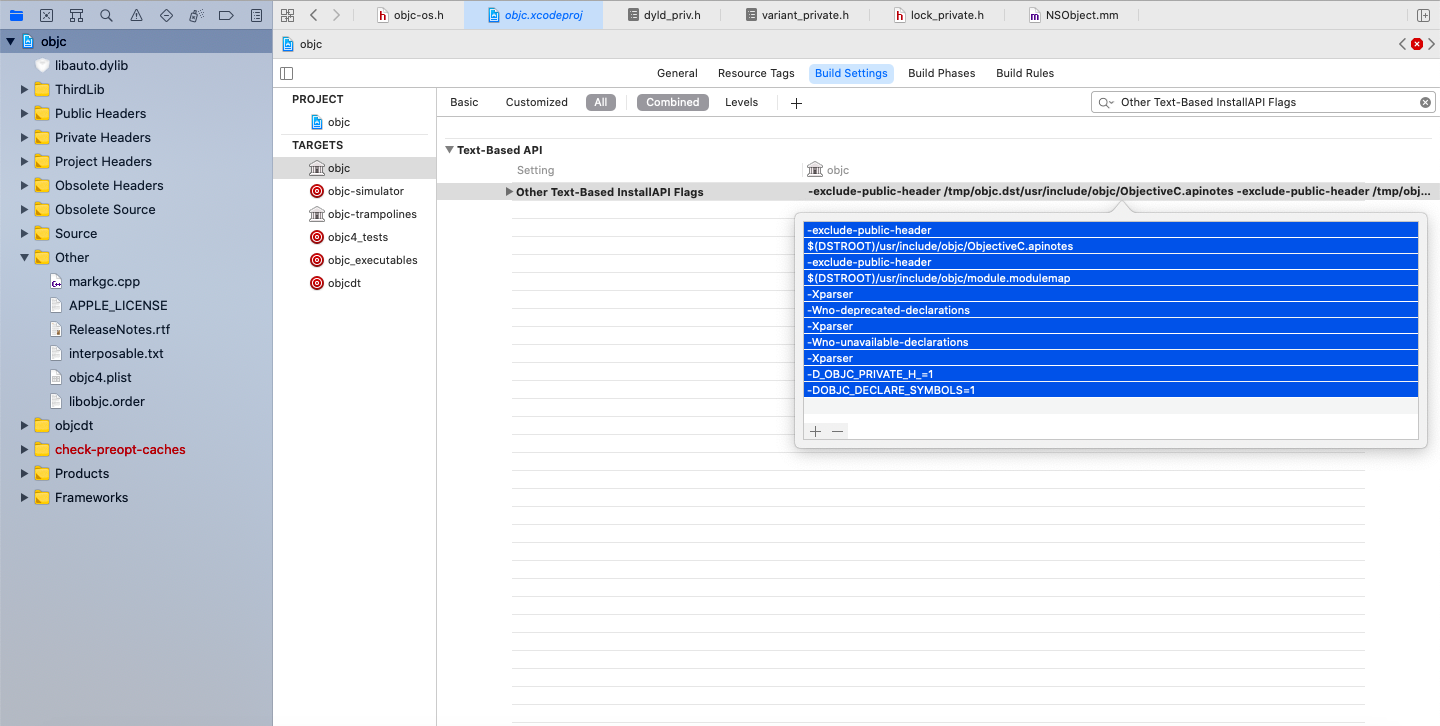 objc-os.h
objc.xcodeproj
dyld_priv.h
variant_private.h
lock_private.h
NSObject.mm
objc
libauto.dylib
ThirdLib
Public Headers
Private Headers
Project Headers
Obsolete Headers
Obsolete Source
Source
Other
markgc.cpp
APPLE_LICENSE
ReleaseNotes.rtf
interposable.txt
objc4.plist
libobjc.order
objcdt
check-preopt-caches
Products
Frameworks
objc
General
Resource Tags
Build Settings
Build Phases
Build Rules
PROJECT
objc
TARGETS
objc
objc-simulator
objc-trampolines
objc4_tests
objc_executables
objcdt
Basic
Customized
All
Combined
Levels
Other Text-Based InstallAPI Flags
Text-Based API
Setting
objc
Other Text-Based InstallAPI Flags
-exclude-public-header /tmp/objc.dst/usr/include/objc/ObjectiveC.apinotes -exclude-public-header /tmp/obj...
-exclude-public-header
$(DSTROOT)/usr/include/objc/ObjectiveC.apinotes
-exclude-public-header
$(DSTROOT)/usr/include/objc/module.modulemap
-Xparser
-Wno-deprecated-declarations
-Xparser
-Wno-unavailable-declarations
-Xparser
-D_OBJC_PRIVATE_H_=1
-DOBJC_DECLARE_SYMBOLS=1